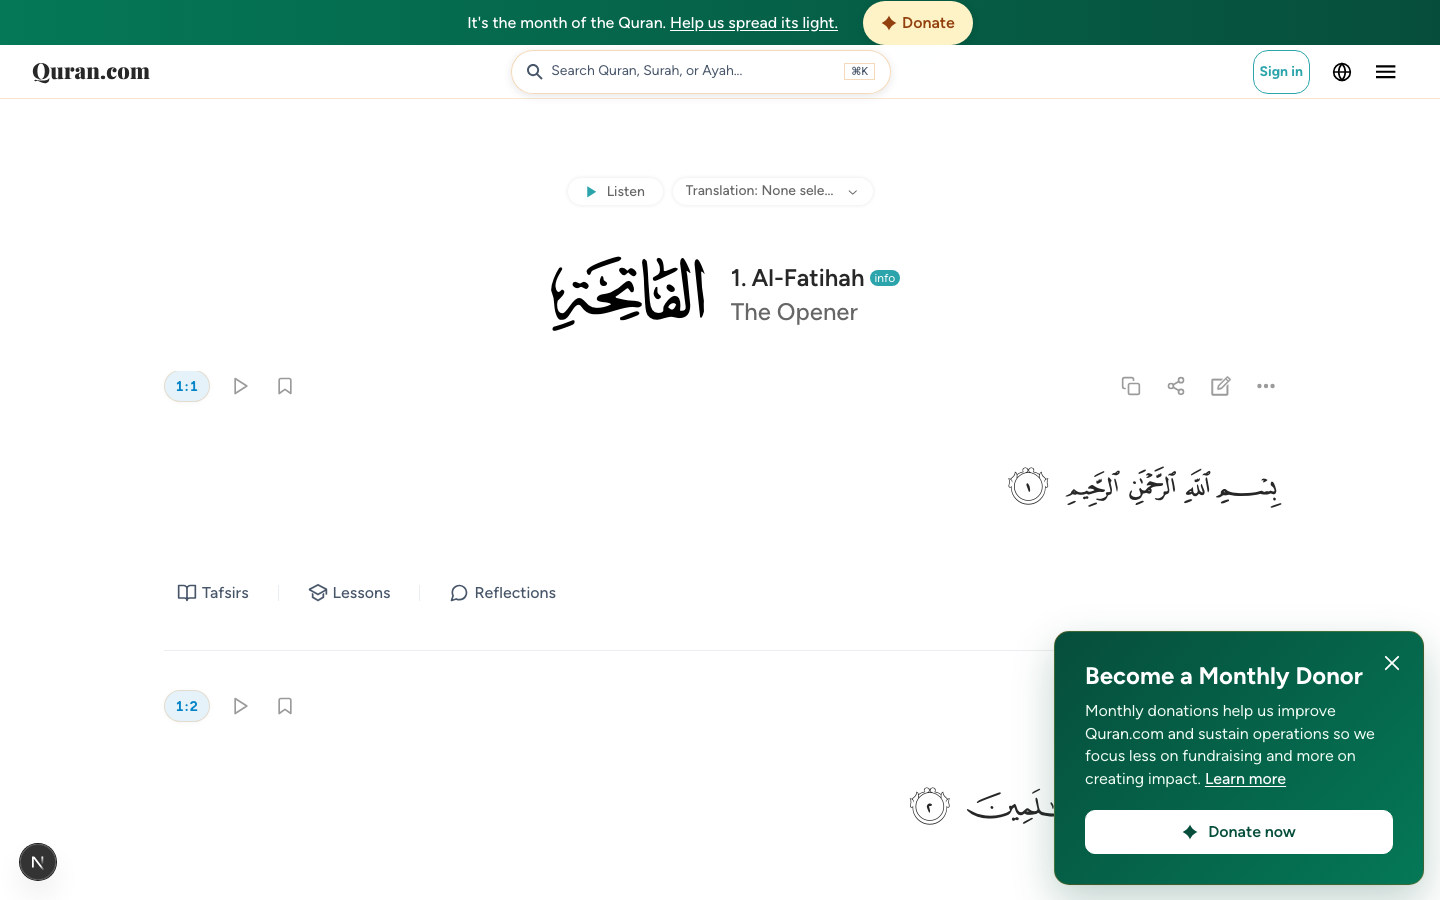 It's the month of the Quran. Help us spread its light. Donate
Quran.com
Search Quran, Surah, or Ayah...
⌘K
Sign in
Listen
Translation: None sele...
الفَاتِحَةِ
1. Al-Fatihah info
The Opener
1:1
بِسْمِ ٱللَّهِ ٱلرَّحْمَـٰنِ ٱلرَّحِيمِ ١
Tafsirs
Lessons
Reflections
1:2
٢
Become a Monthly Donor
Monthly donations help us improve
Quran.com and sustain operations so we
focus less on fundraising and more on
creating impact. Learn more
Donate now
N